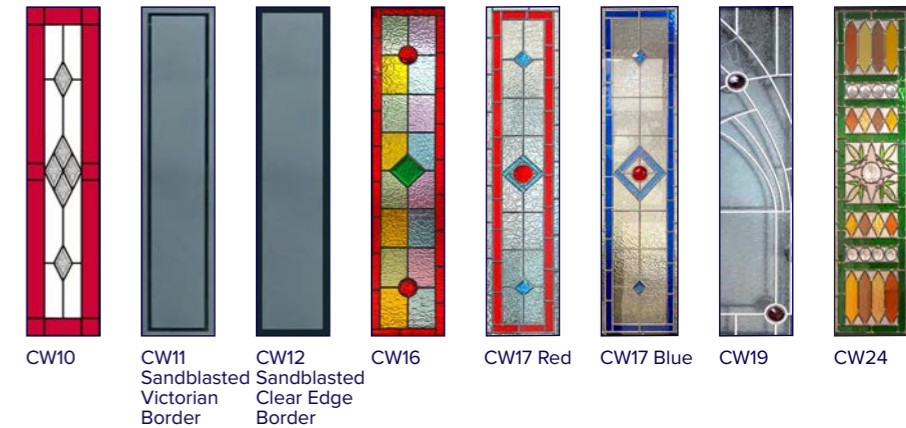 CW10
CW11
Sandblasted
Victorian
Border
CW12
Sandblasted
Clear Edge
Border
CW16
CW17 Red
CW17 Blue
CW19
CW24